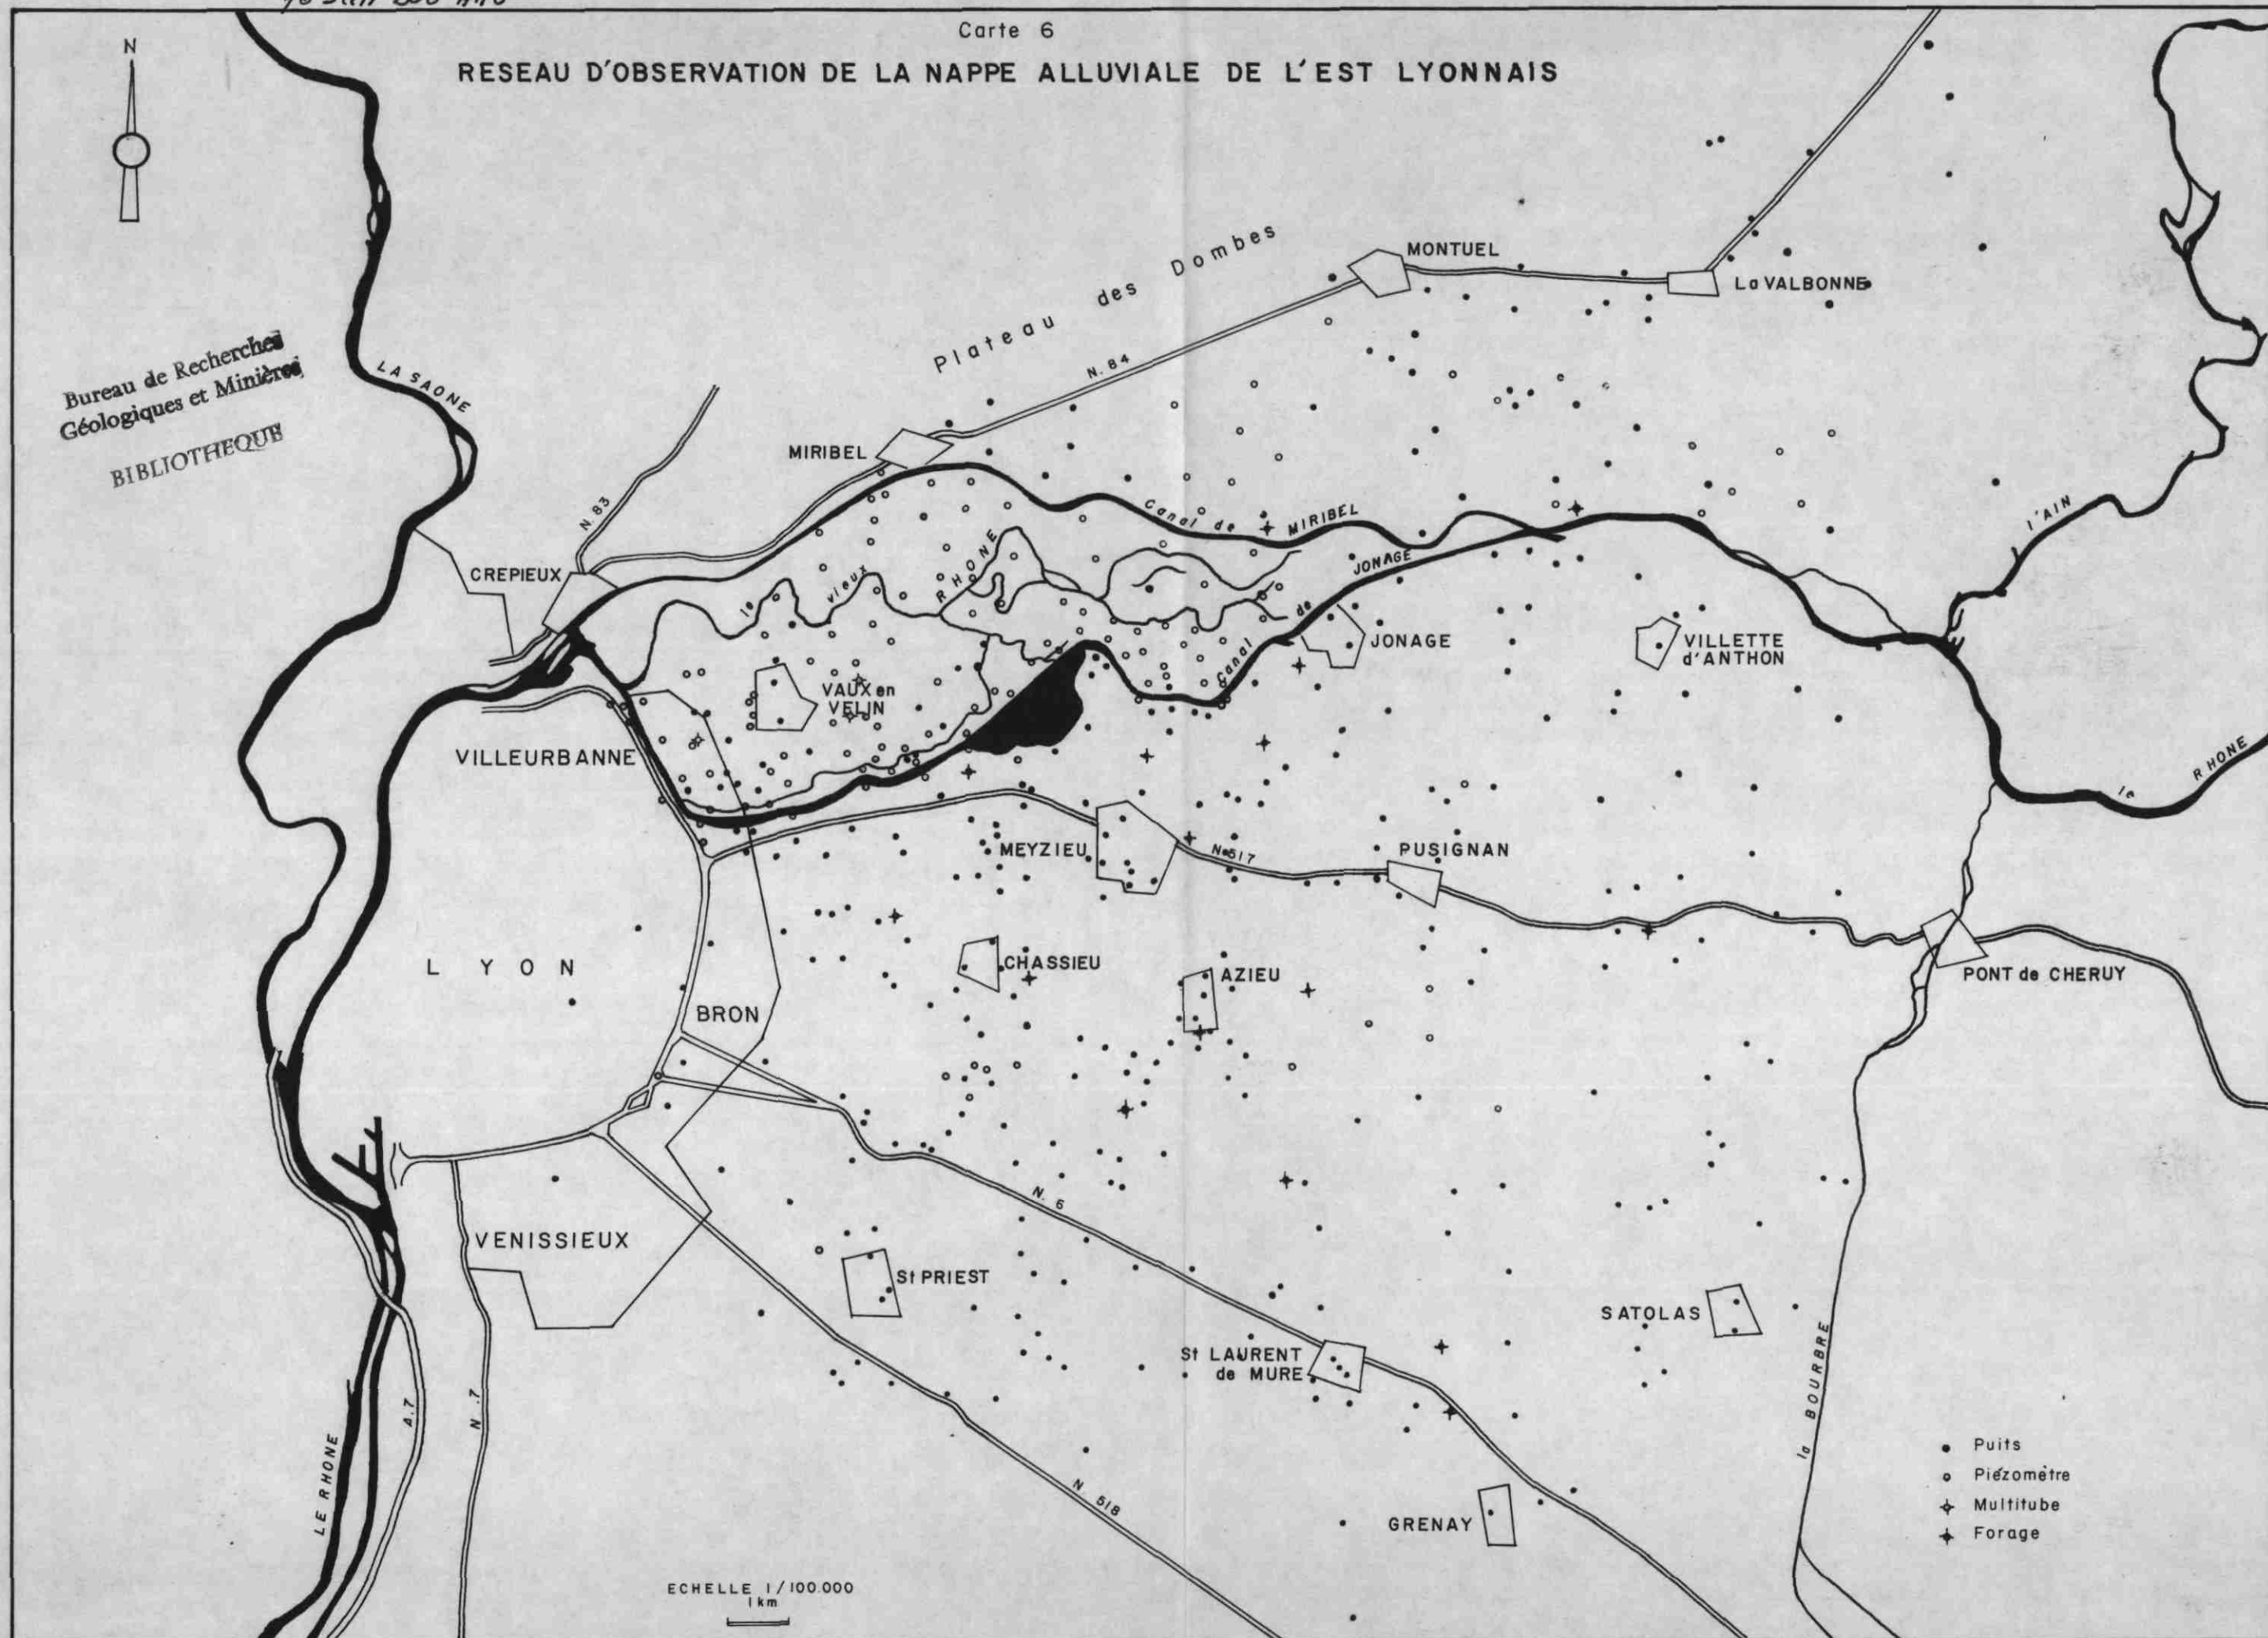 Carte 6
RESEAU D'OBSERVATION DE LA NAPPE ALLUVIALE DE L'EST LYONNAIS
N
Plateau des Dombes
MONTUEL
La VALBONNE
Bureau de Recherches
Géologiques et Minières
BIBLIOTHEQUE
LA SAONE
N. 84
MIRIBEL
N. 83
Canal de MIRIBEL
l'AIN
CREPIEUX
le vieux RHONE
Canal de JONAGE
JONAGE
VILLETTE
d'ANTHON
VAUX en
VELIN
VILLEURBANNE
le RHONE
MEYZIEU
N. 517
PUSIGNAN
LYON
CHASSIEU
AZIEU
PONT de CHERUY
BRON
N. 6
VENISSIEUX
St PRIEST
SATOLAS
St LAURENT
de MURE
la BOURBRE
A.7
N .7
LE RHONE
N. 518
GRENAY
Puits
Piézomètre
Multitube
Forage
ECHELLE 1/100.000
1 km